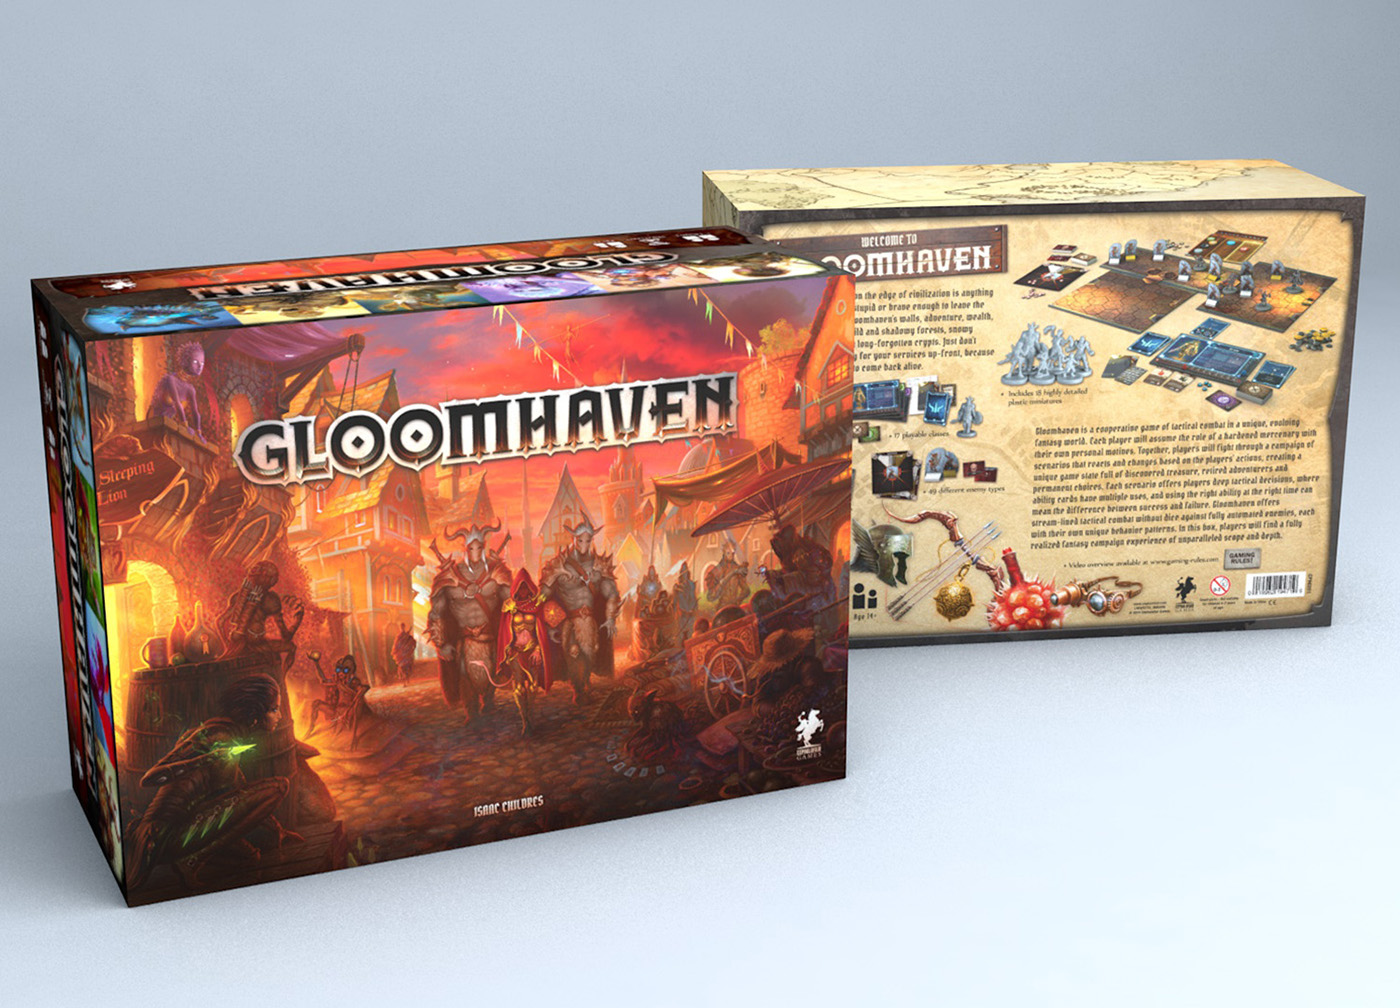 GLOOMHAVEN
GLOOMHAVEN
Sleeping
Lion
ISAAC CHILDRES
CEPHALOFAIR
GAMES
WELCOME TO
OOMHAVEN
on the edge of civilization is anything
tupid or brave enough to leave the
oomhaven's walls, adventure, wealth,
ild and shadowy forests, snowy
long-forgotten crypts. Just don't
y for your services up-front, because
to come back alive.
• Includes 18 highly detailed
plastic miniatures
• 17 playable classes
• 49 different enemy types
Gloomhaven is a cooperative game of tactical combat in a unique, evolving
fantasy world. Each player will assume the role of a hardened mercenary with
their own personal motives. Together, players will fight through a campaign of
scenarios that reacts and changes based on the players' actions, creating a
unique game state full of discovered treasure, retired adventurers and
permanent choices. Each scenario offers players deep tactical decisions, where
ability cards have multiple uses, and using the right ability at the right time can
mean the difference between success and failure. Gloomhaven offers
stream-lined tactical combat without dice against fully automated enemies, each
with their own unique behavior patterns. In this box, players will find a fully
realized fantasy campaign experience of unparalleled scope and depth.
• Video overview available at www.gaming-rules.com
GAMING
RULES!
Age 14+
CEPHALOFAIR
GAMES